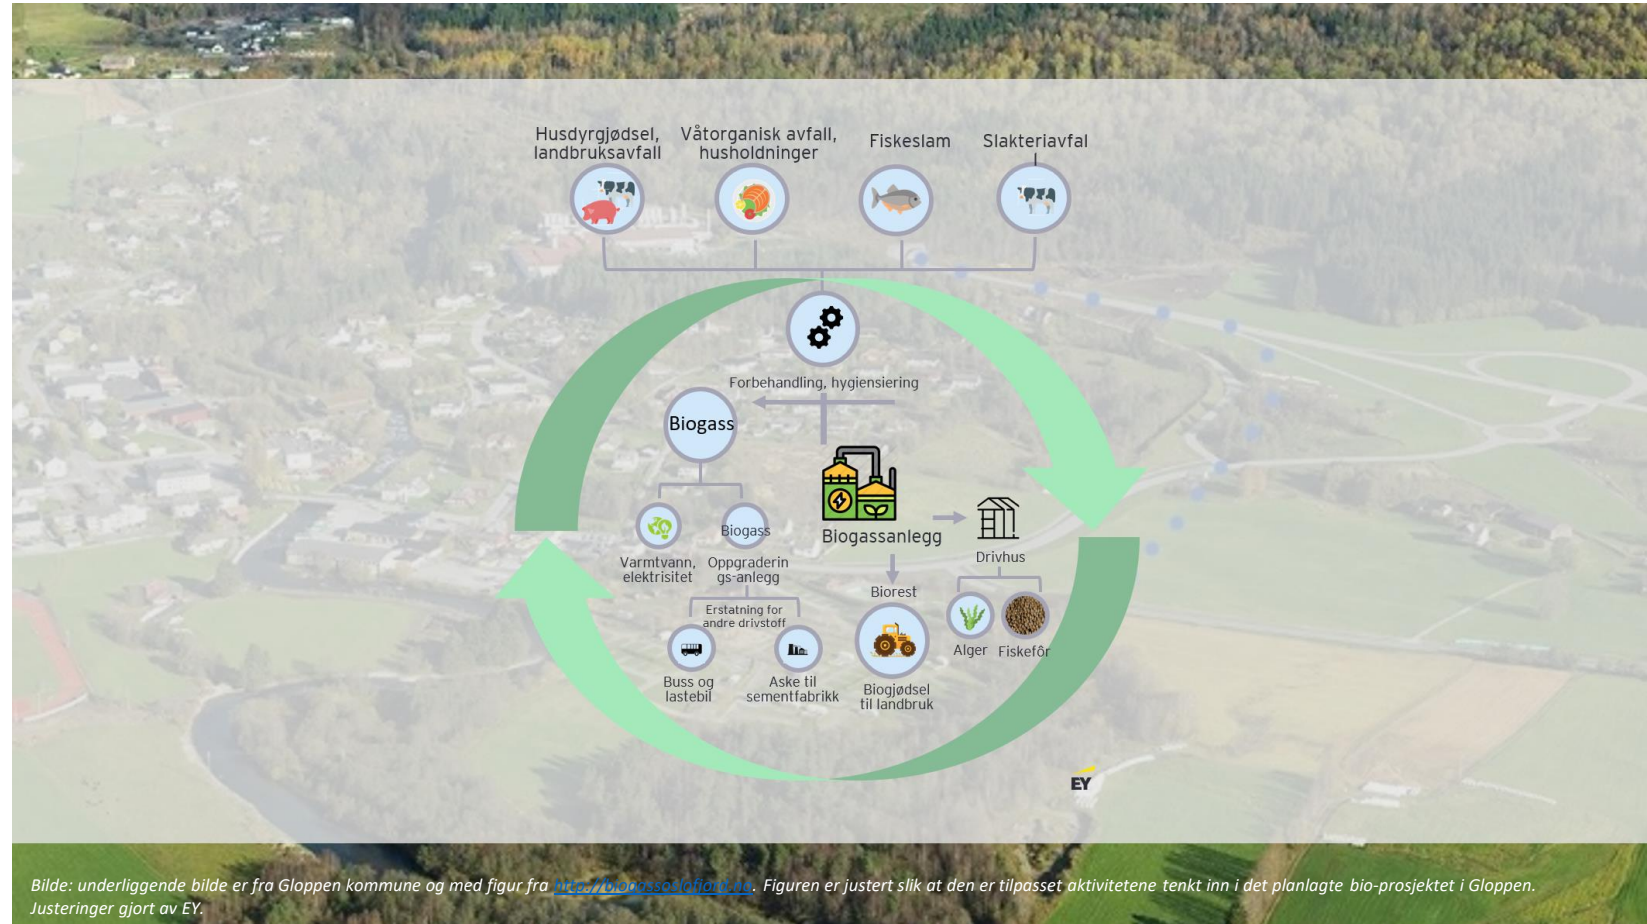 Husdyrgjødsel,
landbruksavfall
Våtorganisk avfall,
husholdninger
Fiskeslam
Slakteriavfal
l
Forbehandling, hygiensiering
Biogass
Biogassanlegg
Varmtvann,
elektrisitet
Biogass
Oppgraderin
gs-anlegg
Erstatning for
andre drivstoff
Buss og
lastebil
Aske til
sementfabrikk
Biorest
Biogjødsel
til landbruk
Drivhus
Alger
Fiskefôr
EY
Bilde: underliggende bilde er fra Gloppen kommune og med figur fra http://biogassoslofjord.no. Figuren er justert slik at den er tilpasset aktivitetene tenkt inn i det planlagte bio-prosjektet i Gloppen.
Justeringer gjort av EY.